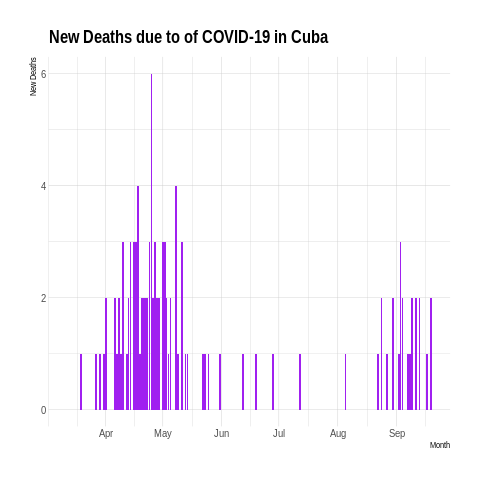 New Deaths due to of COVID-19 in Cuba
New Deaths
6
4
2
0
Apr May Jun Jul Aug Sep
Month